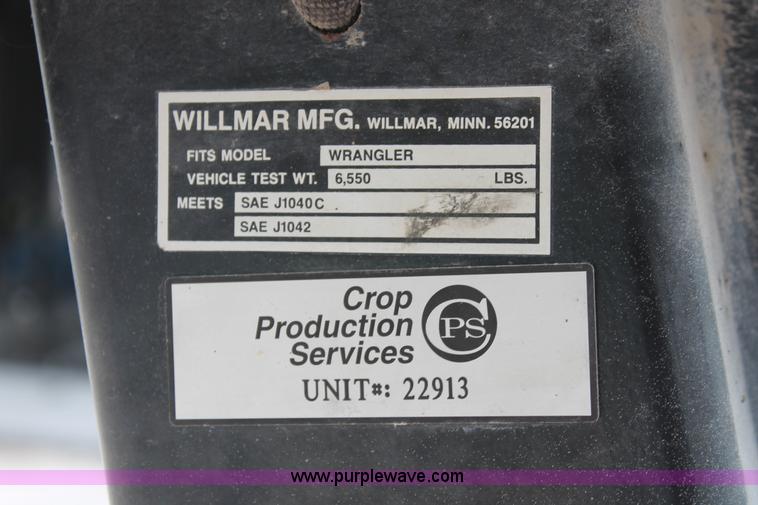 WILLMAR MFG. WILLMAR, MINN. 56201
FITS MODEL WRANGLER
VEHICLE TEST WT. 6,550 LBS.
MEETS SAE J1040C
SAE J1042
Crop
Production
Services
CPS
UNIT#: 22913
www.purplewave.com